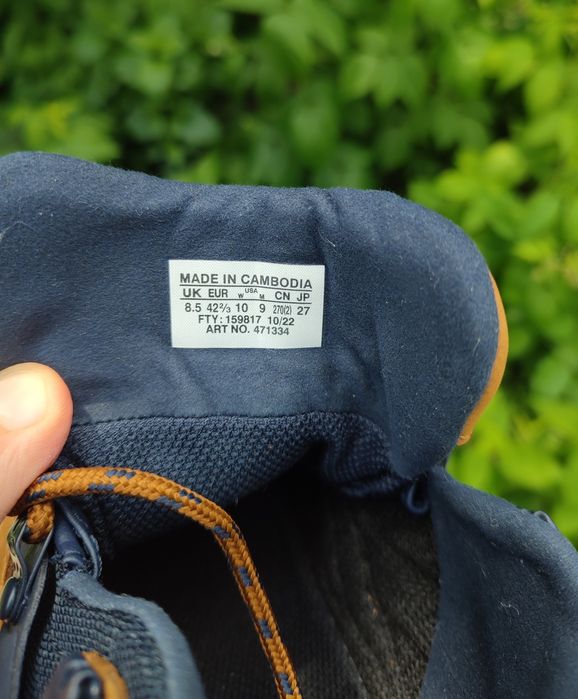 MADE IN CAMBODIA
UK EUR W USA M CN JP
8.5 42⅔ 10 9 270(2) 27
FTY: 159817 10/22
ART NO. 471334